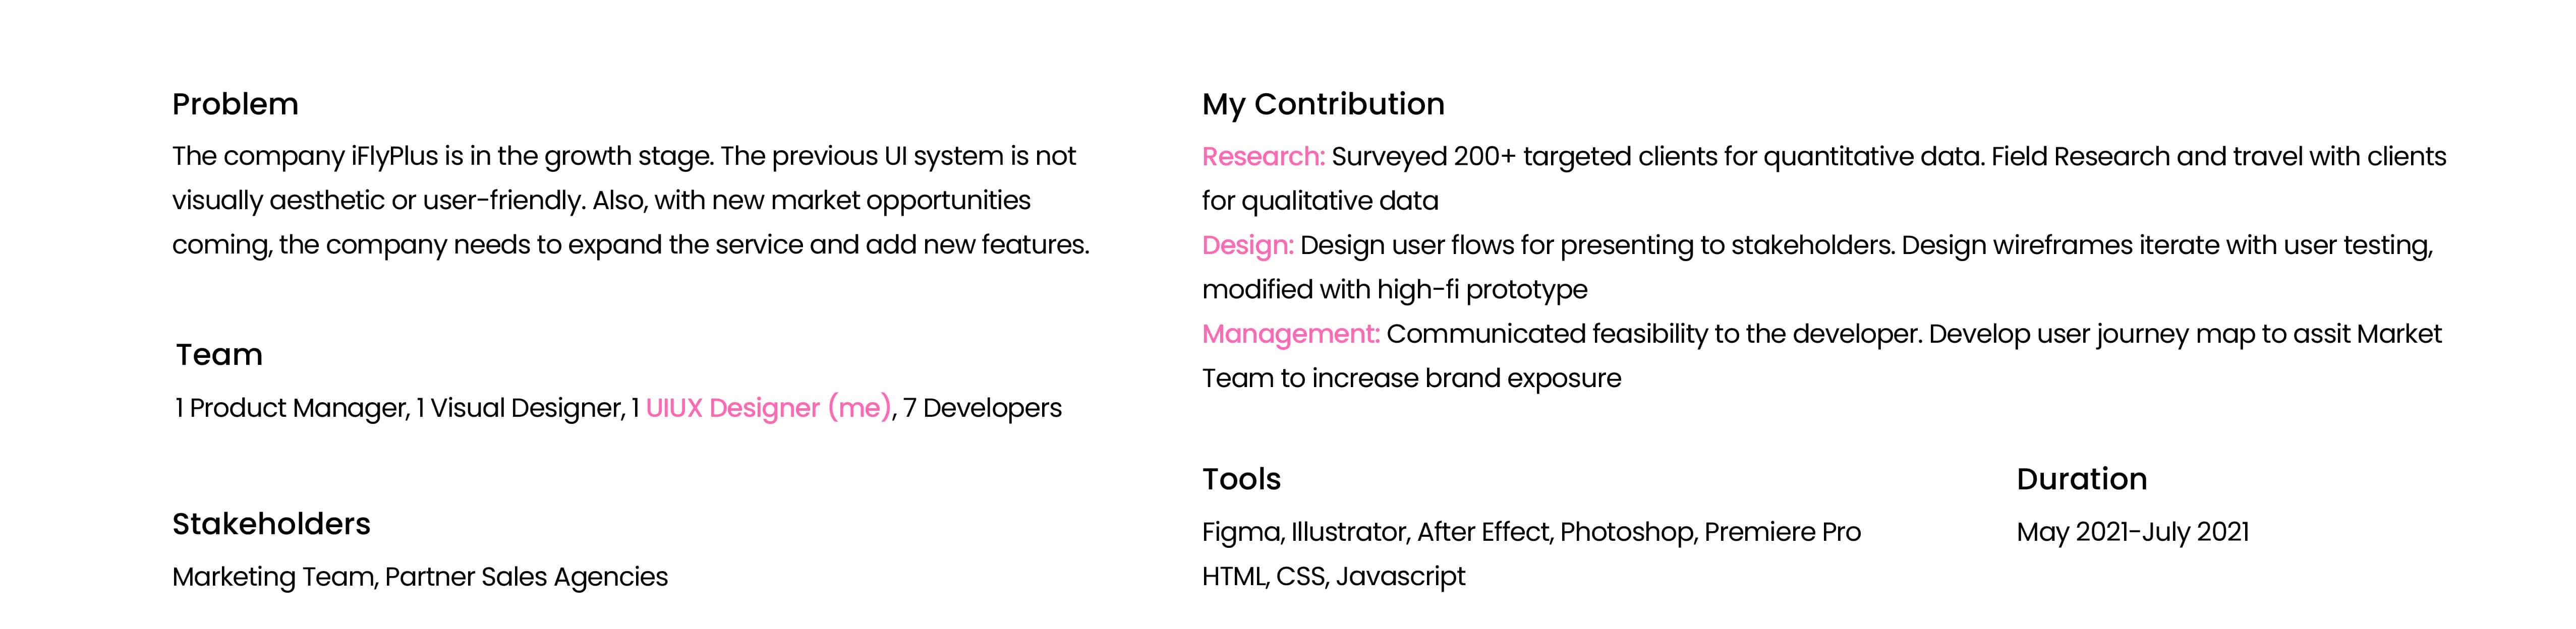 Problem
The company iFlyPlus is in the growth stage. The previous UI system is not
visually aesthetic or user-friendly. Also, with new market opportunities
coming, the company needs to expand the service and add new features.
Team
1 Product Manager, 1 Visual Designer, 1 UIUX Designer (me), 7 Developers
Stakeholders
Marketing Team, Partner Sales Agencies
My Contribution
Research: Surveyed 200+ targeted clients for quantitative data. Field Research and travel with clients
for qualitative data
Design: Design user flows for presenting to stakeholders. Design wireframes iterate with user testing,
modified with high-fi prototype
Management: Communicated feasibility to the developer. Develop user journey map to assit Market
Team to increase brand exposure
Tools
Figma, Illustrator, After Effect, Photoshop, Premiere Pro
HTML, CSS, Javascript
Duration
May 2021-July 2021